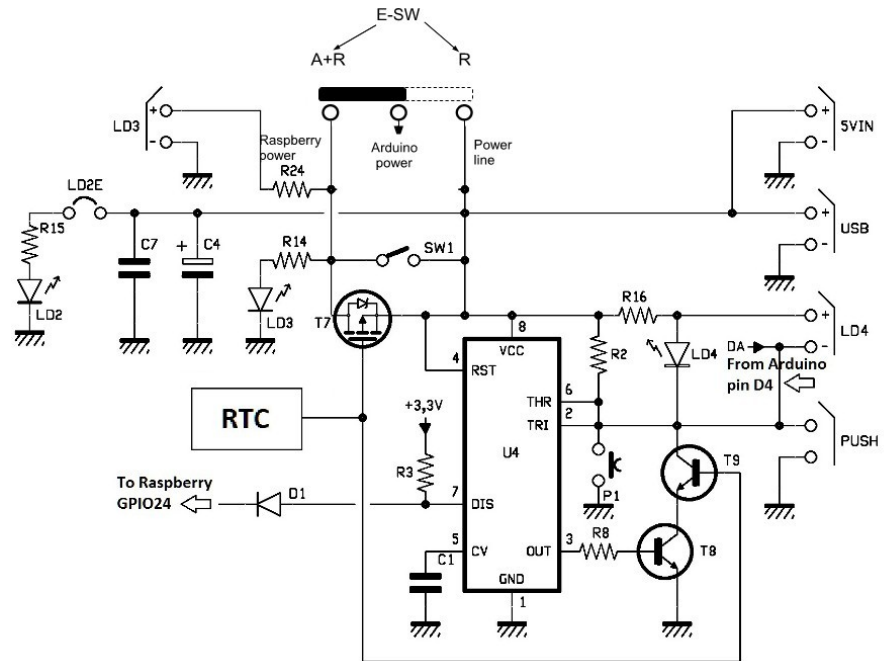 E-SW
A+R
R
LD3
+
-
Raspberry
power
R24
Arduino
power
Power
line
+
-
5VIN
LD2E
R15
C7
+
C4
R14
SW1
+
-
USB
LD2
LD3
T7
8
VCC
R16
+
-
LD4
4
RST
R2
LD4
DA
From Arduino
pin D4
RTC
+3,3V
THR
6
TRI
2
U4
R3
PUSH
T9
To Raspberry
GPIO24
D1
7
DIS
P1
5
CV
C1
OUT
3
R8
T8
GND
1